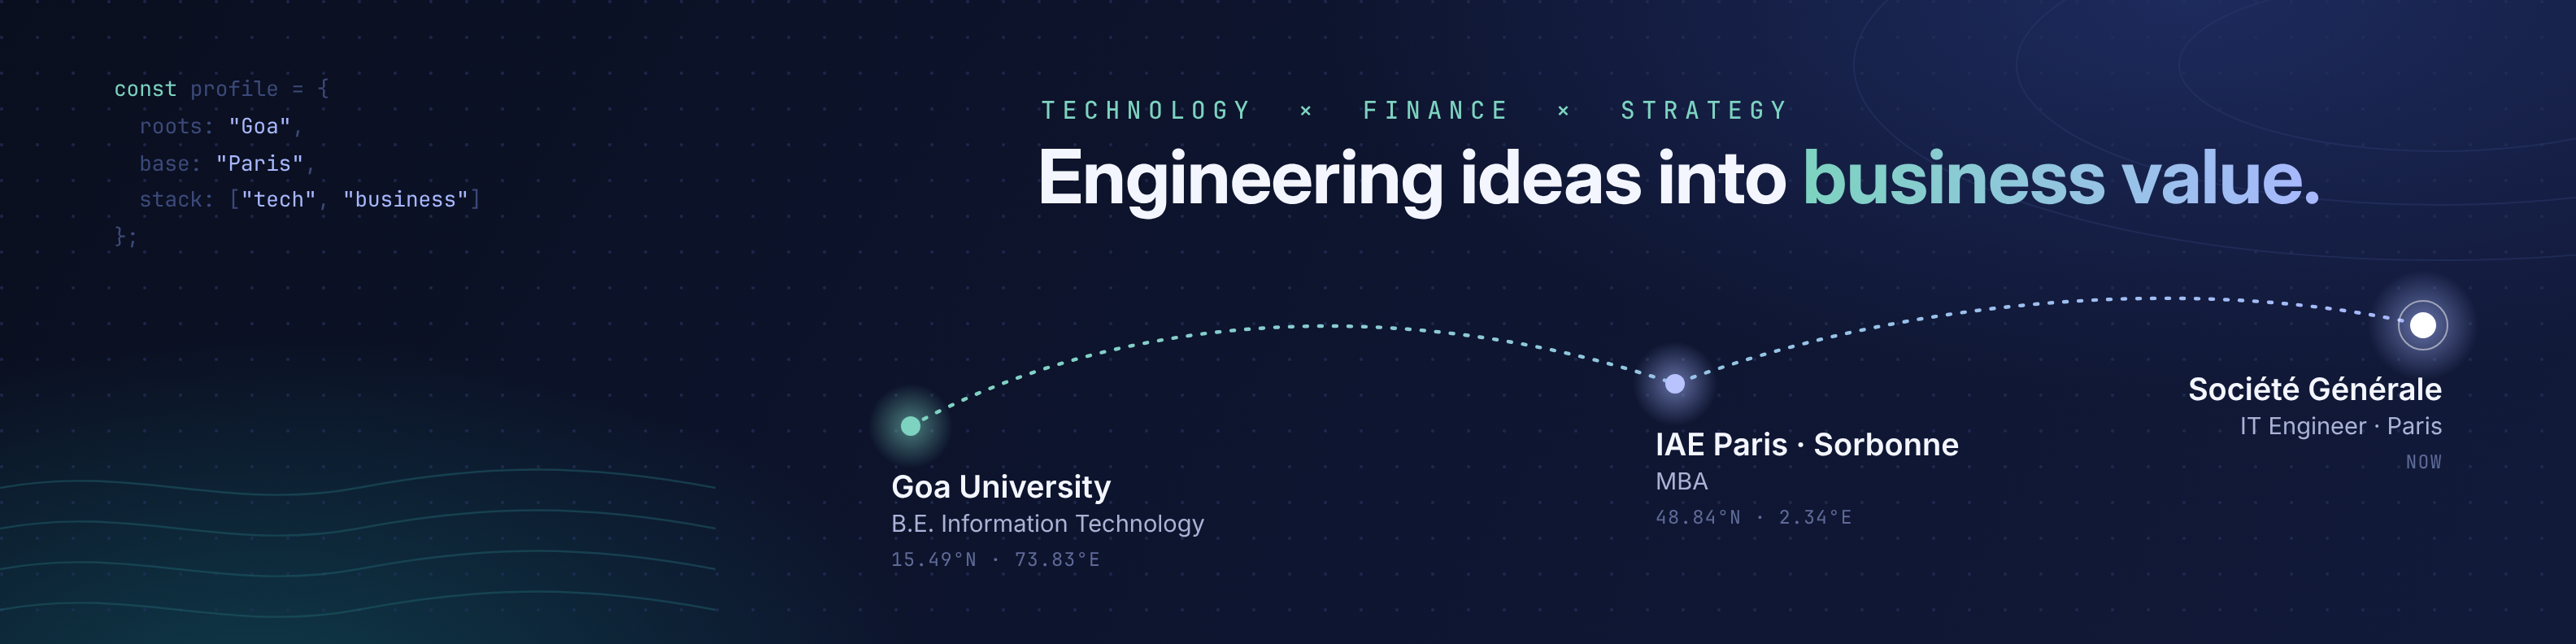 const profile = {
roots: "Goa",
base: "Paris",
stack: ["tech", "business"]
};
TECHNOLOGY × FINANCE × STRATEGY
Engineering ideas into business value.
Goa University
B.E. Information Technology
15.49°N · 73.83°E
IAE Paris · Sorbonne
MBA
48.84°N · 2.34°E
Société Générale
IT Engineer · Paris
NOW